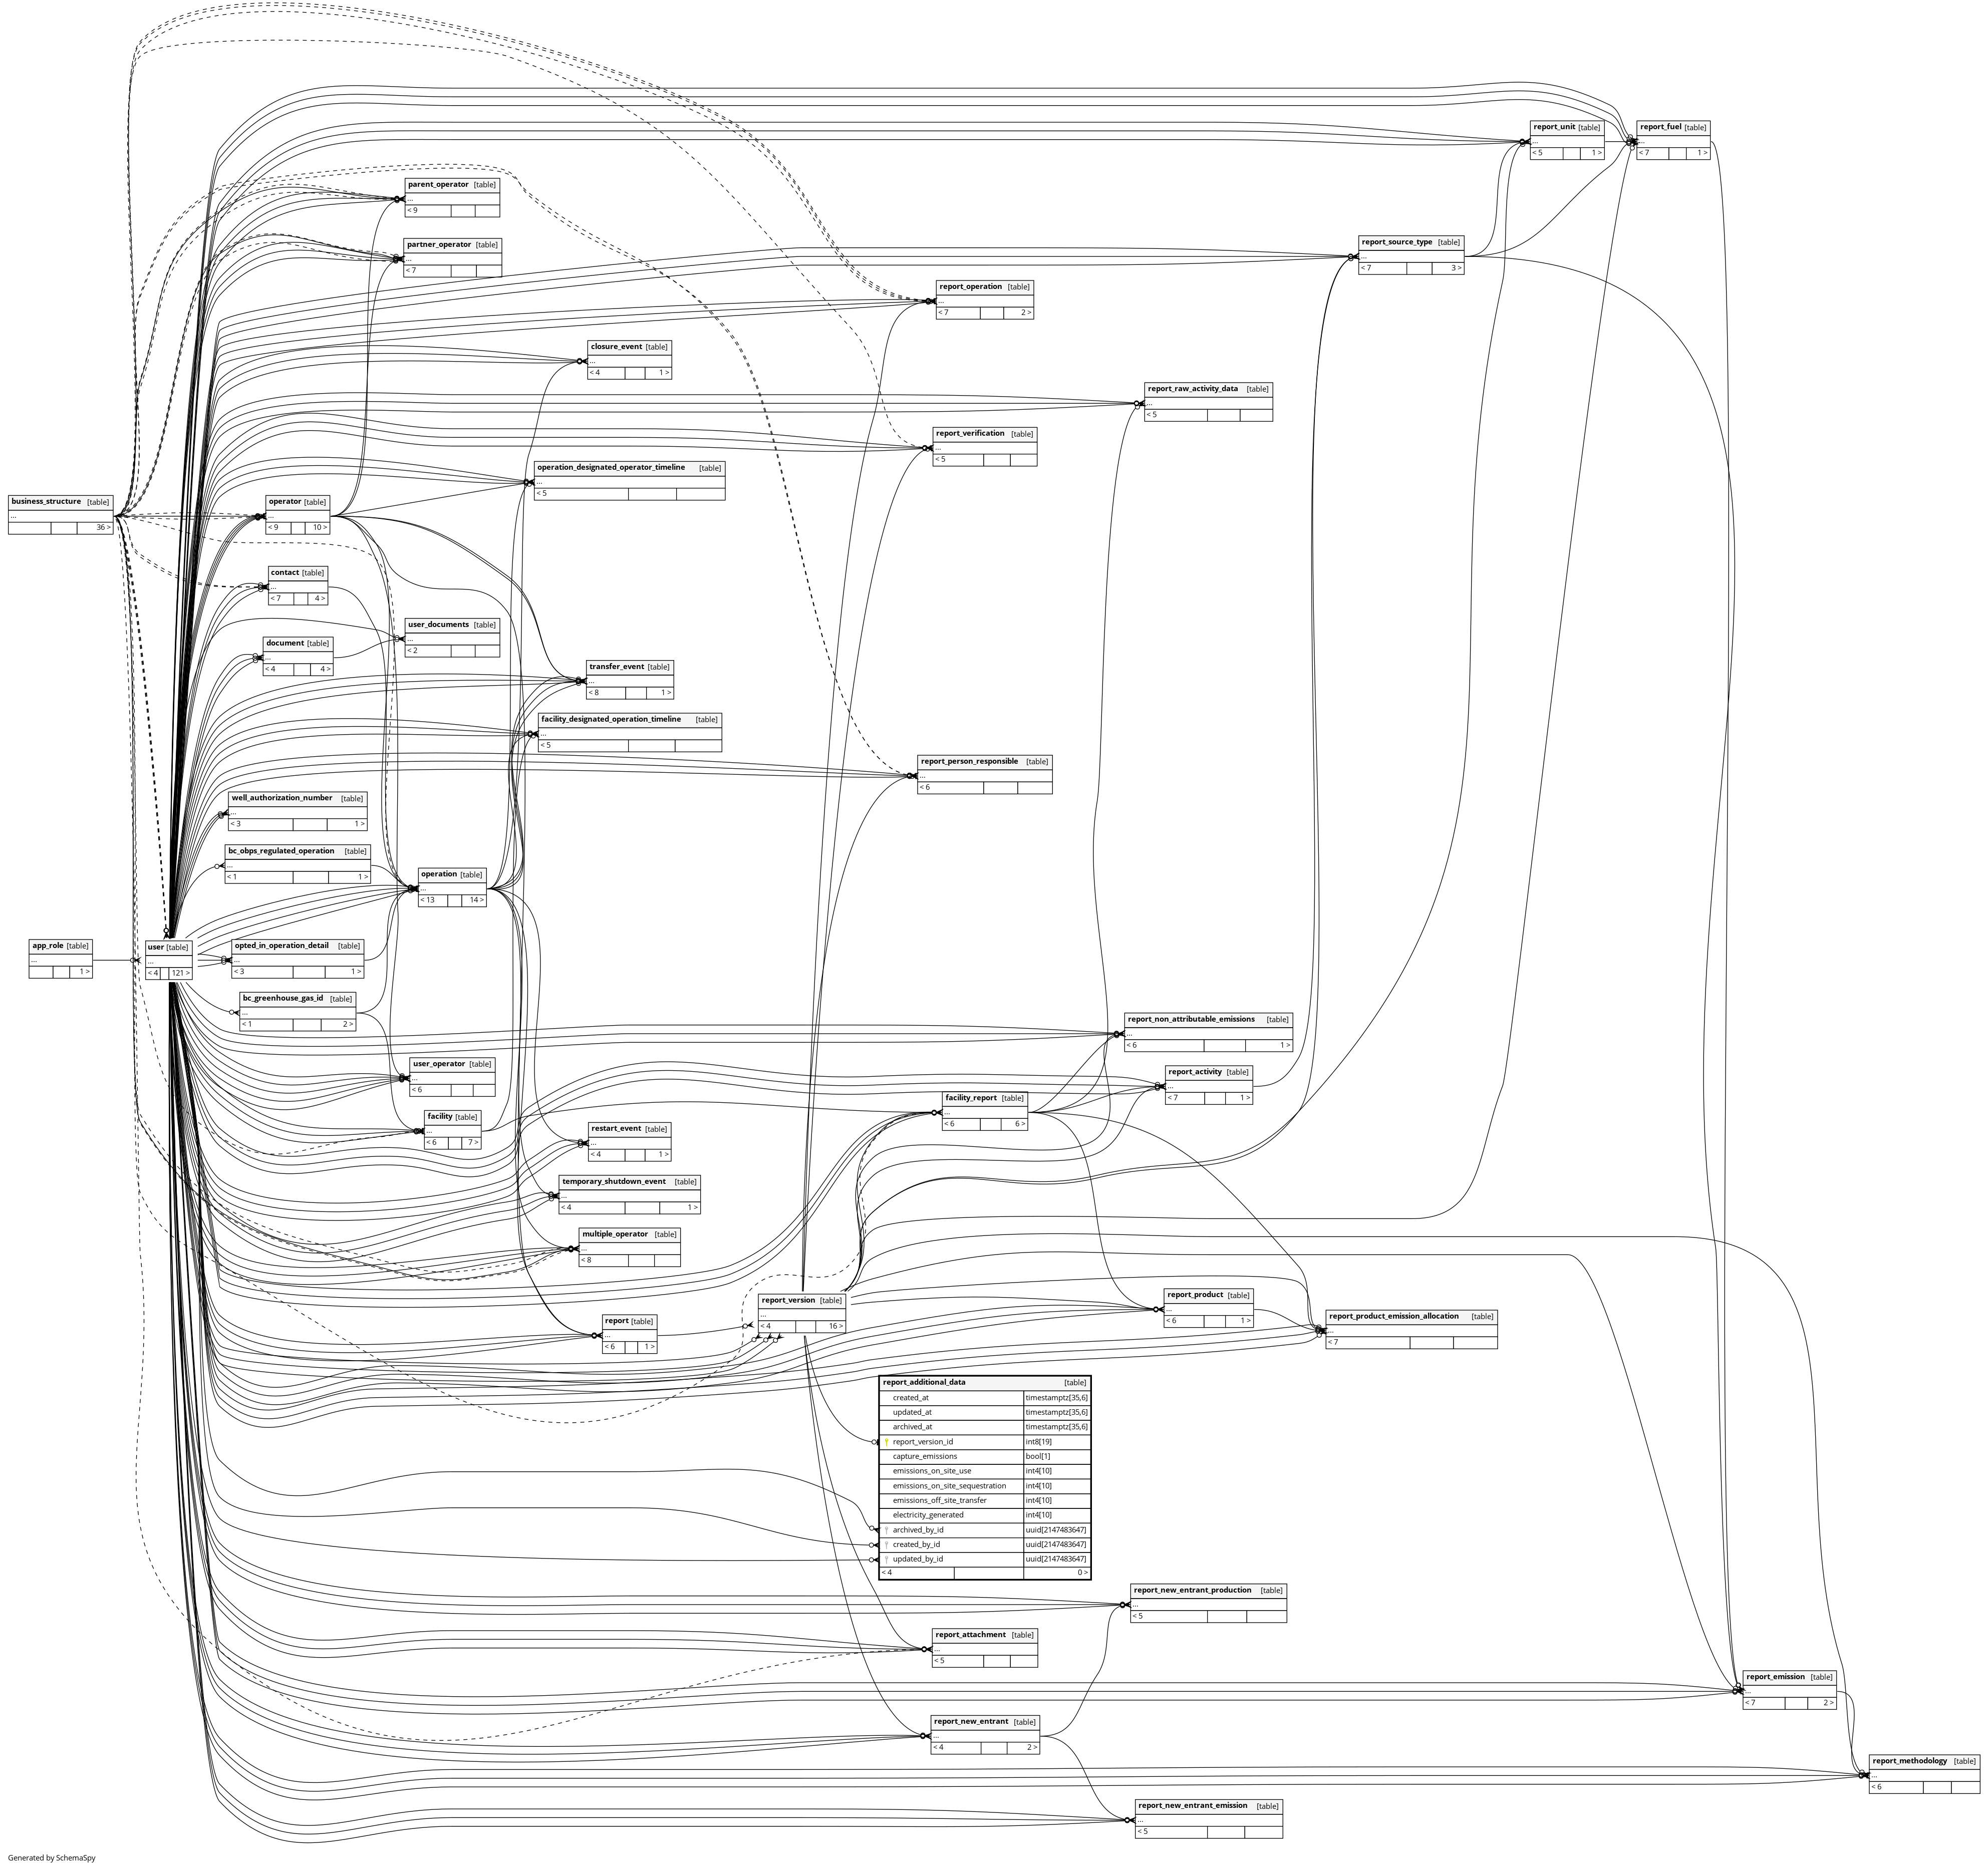 report_unit [table]
...
< 5 1 >
report_fuel [table]
...
< 7 1 >
parent_operator [table]
...
< 9
partner_operator [table]
...
< 7
report_source_type [table]
...
< 7 3 >
report_operation [table]
...
< 7 2 >
closure_event [table]
...
< 4 1 >
report_raw_activity_data [table]
...
< 5
report_verification [table]
...
< 5
operation_designated_operator_timeline [table]
...
< 5
business_structure [table]
...
36 >
operator [table]
...
< 9 10 >
contact [table]
...
< 7 4 >
user_documents [table]
...
< 2
document [table]
...
< 4 4 >
transfer_event [table]
...
< 8 1 >
facility_designated_operation_timeline [table]
...
< 5
report_person_responsible [table]
...
< 6
well_authorization_number [table]
...
< 3 1 >
bc_obps_regulated_operation [table]
...
< 1 1 >
operation [table]
...
< 13 14 >
app_role [table]
...
1 >
user [table]
...
< 4 121 >
opted_in_operation_detail [table]
...
< 3 1 >
bc_greenhouse_gas_id [table]
...
< 1 2 >
report_non_attributable_emissions [table]
...
< 6 1 >
user_operator [table]
...
< 6
report_activity [table]
...
< 7 1 >
facility_report [table]
...
< 6 6 >
facility [table]
...
< 6 7 >
restart_event [table]
...
< 4 1 >
temporary_shutdown_event [table]
...
< 4 1 >
multiple_operator [table]
...
< 8
report_version [table]
...
< 4 16 >
report_product [table]
...
< 6 1 >
report_product_emission_allocation [table]
...
< 7
report [table]
...
< 6 1 >
report_additional_data [table]
created_at timestamptz[35,6]
updated_at timestamptz[35,6]
archived_at timestamptz[35,6]
report_version_id int8[19]
capture_emissions bool[1]
emissions_on_site_use int4[10]
emissions_on_site_sequestration int4[10]
emissions_off_site_transfer int4[10]
electricity_generated int4[10]
archived_by_id uuid[2147483647]
created_by_id uuid[2147483647]
updated_by_id uuid[2147483647]
< 4 0 >
report_new_entrant_production [table]
...
< 5
report_attachment [table]
...
< 5
report_emission [table]
...
< 7 2 >
report_new_entrant [table]
...
< 4 2 >
report_methodology [table]
...
< 6
report_new_entrant_emission [table]
...
< 5
Generated by SchemaSpy